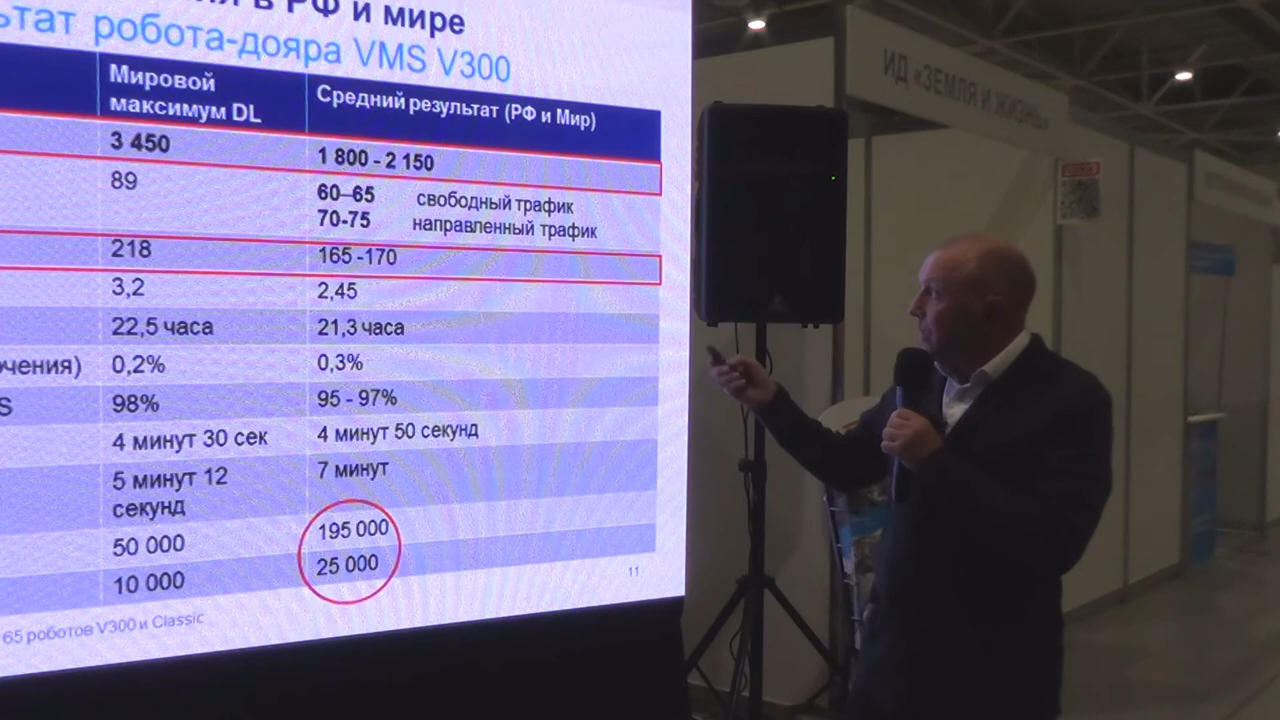 в РФ и мире
робота-дояра VMS V300
Мировой
максимум DL
Средний результат (РФ и Мир)
3 450
1 800 - 2 150
89
60–65 свободный трафик
70-75 направленный трафик
218
165 -170
3,2
2,45
22,5 часа
21,3 часа
0,2%
0,3%
98%
95 - 97%
4 минут 30 сек
4 минут 50 секунд
5 минут 12
секунд
7 минут
50 000
195 000
10 000
25 000
11
65 роботов V300 и Classic
ИД «ЗЕМЛЯ И ЖИЗНЬ»